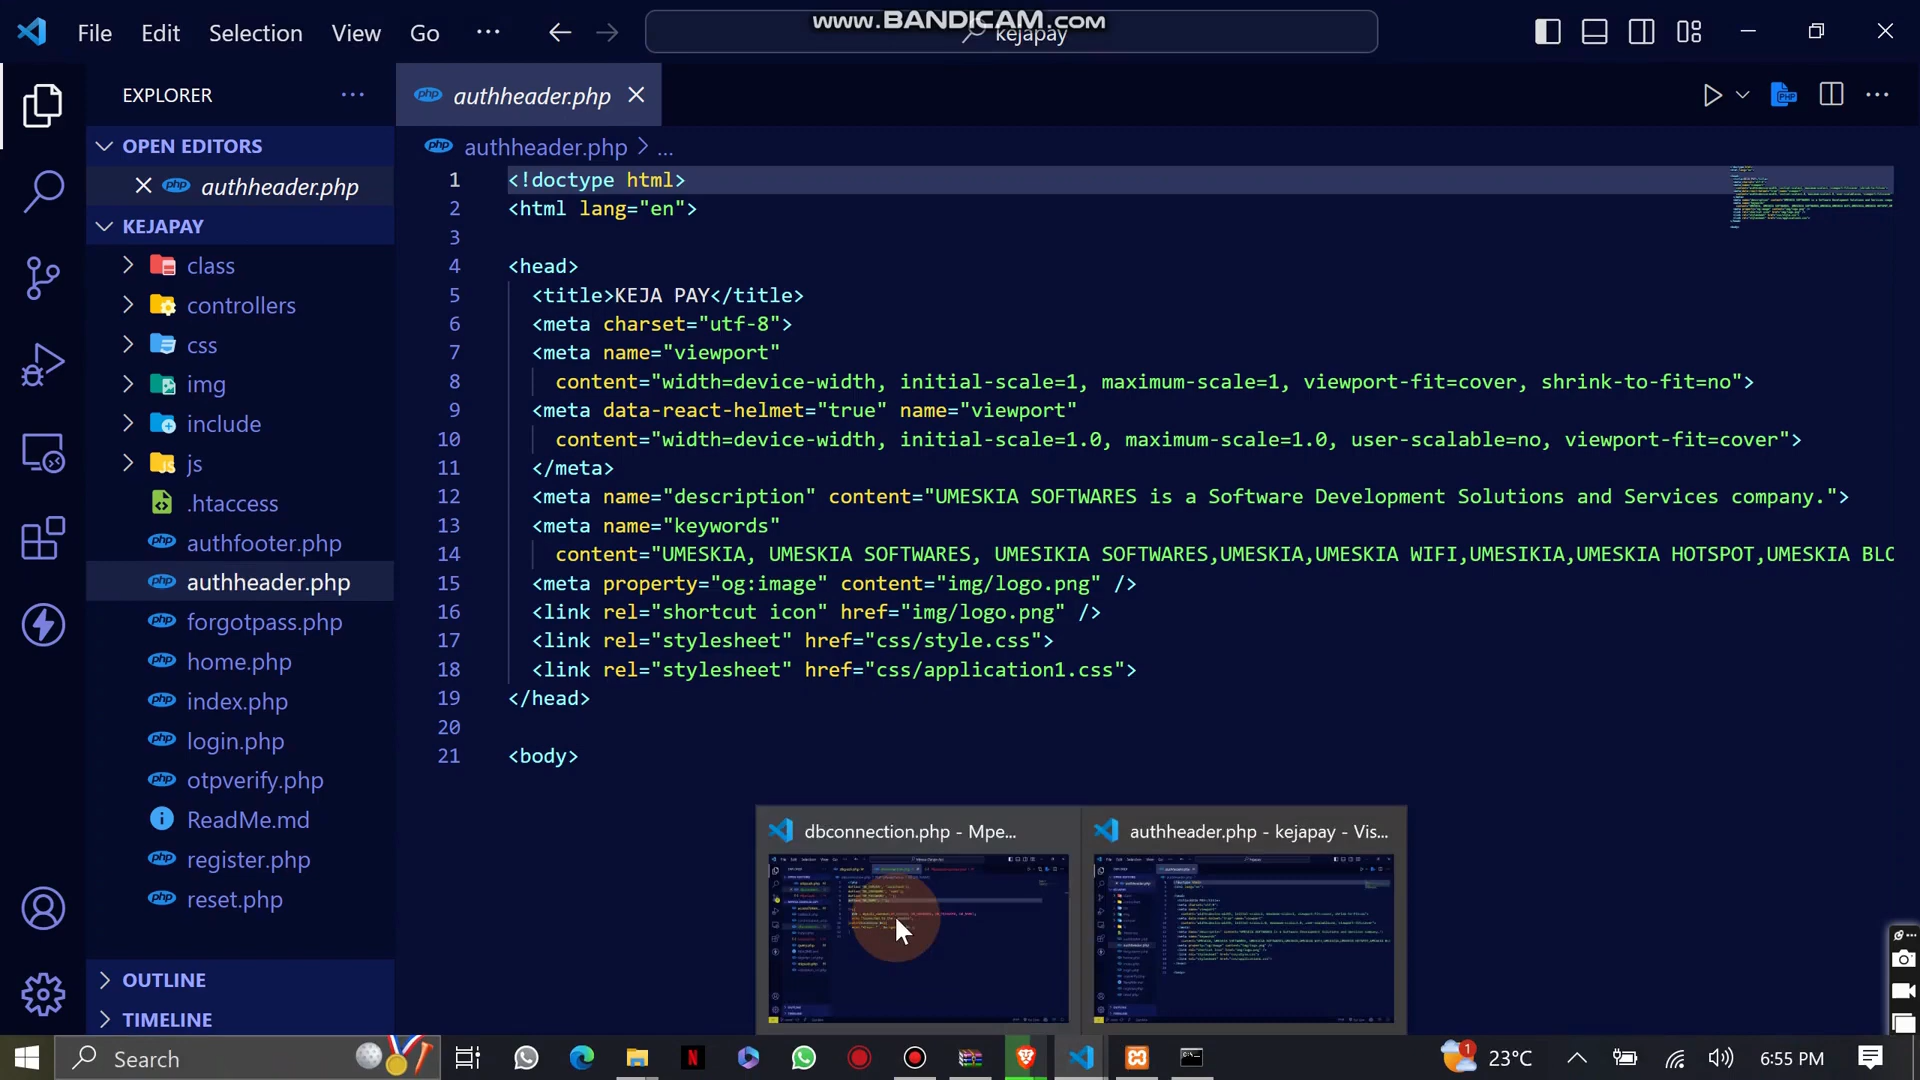 www.BANDICAM.com
File Edit Selection View Go ...
kejapay
EXPLORER
OPEN EDITORS
authheader.php
KEJAPAY
class
controllers
css
img
include
js
.htaccess
authfooter.php
authheader.php
forgotpass.php
home.php
index.php
login.php
otpverify.php
ReadMe.md
register.php
reset.php
OUTLINE
TIMELINE
authheader.php
authheader.php > ...
1 <!doctype html>
2 <html lang="en">
3
4 <head>
5 <title>KEJA PAY</title>
6 <meta charset="utf-8">
7 <meta name="viewport"
8 content="width=device-width, initial-scale=1, maximum-scale=1, viewport-fit=cover, shrink-to-fit=no">
9 <meta data-react-helmet="true" name="viewport"
10 content="width=device-width, initial-scale=1.0, maximum-scale=1.0, user-scalable=no, viewport-fit=cover">
11 </meta>
12 <meta name="description" content="UMESKIA SOFTWARES is a Software Development Solutions and Services company.">
13 <meta name="keywords"
14 content="UMESKIA, UMESKIA SOFTWARES, UMESIKIA SOFTWARES,UMESKIA,UMESKIA WIFI,UMESIKIA,UMESKIA HOTSPOT,UMESKIA BLC
15 <meta property="og:image" content="img/logo.png" />
16 <link rel="shortcut icon" href="img/logo.png" />
17 <link rel="stylesheet" href="css/style.css">
18 <link rel="stylesheet" href="css/application1.css">
19 </head>
20
21 <body>
dbconnection.php - Mpe...
authheader.php - kejapay - Vis...
Search
1
23°C
6:55 PM